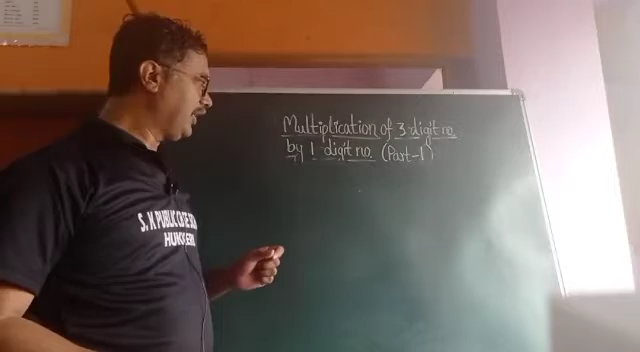 Multiplication of 3-digit no.
by 1 digit no. (Part-1)
S. K PUBLIC